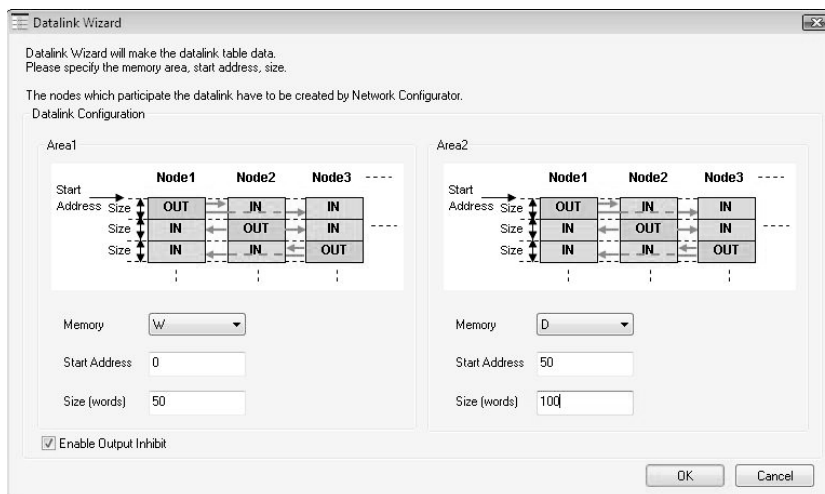 Datalink Wizard
Datalink Wizard will make the datalink table data.
Please specify the memory area, start address, size.
The nodes which participate the datalink have to be created by Network Configurator.
Datalink Configuration
Area1
Node1 Node2 Node3
Start
Address Size OUT IN IN
Size IN OUT IN
Size IN IN OUT
Memory W
Start Address 0
Size (words) 50
Area2
Node1 Node2 Node3
Start
Address Size OUT IN IN
Size IN OUT IN
Size IN IN OUT
Memory D
Start Address 50
Size (words) 100
Enable Output Inhibit
OK Cancel